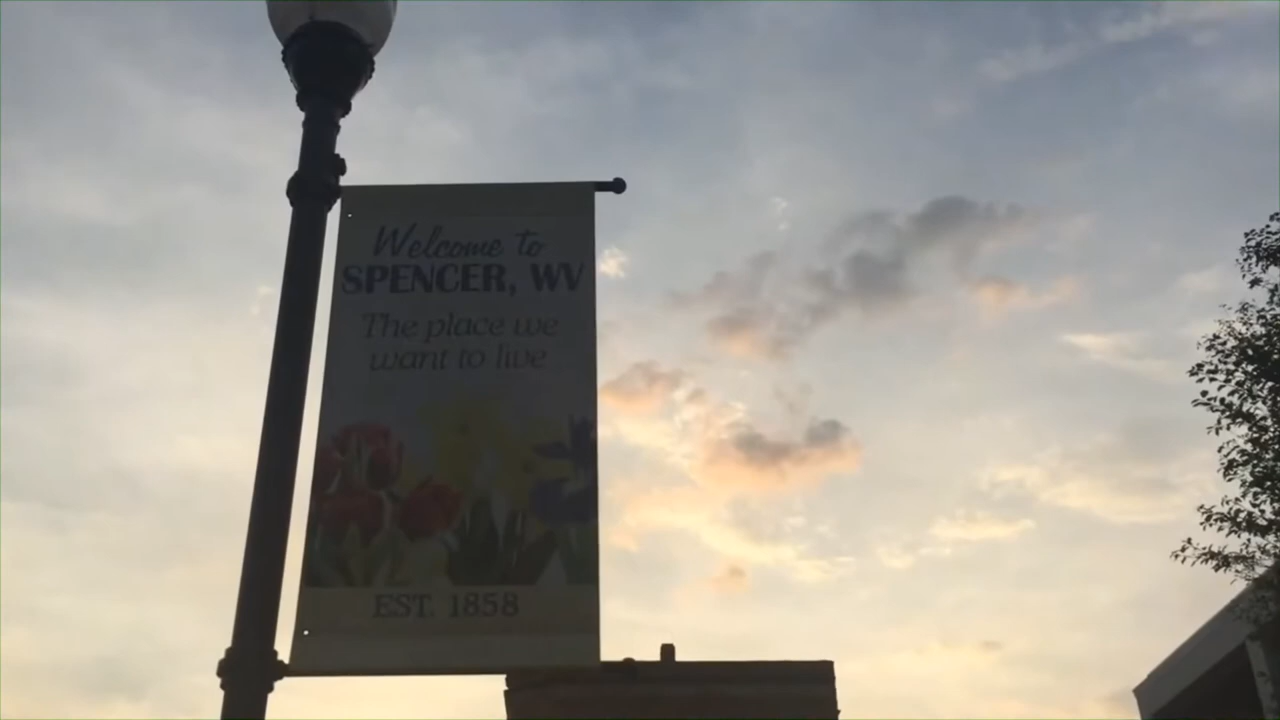 Welcome to
SPENCER, WV
The place we
want to live
EST. 1858